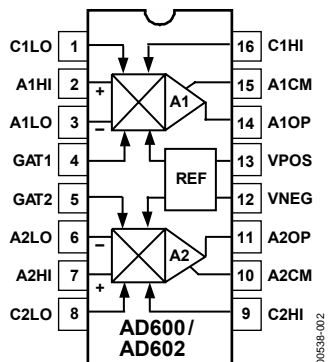 C1LO 1 16 C1HI
A1HI 2 + A1 15 A1CM
A1LO 3 – 14 A1OP
GAT1 4 REF 13 VPOS
GAT2 5 12 VNEG
A2LO 6 – A2 11 A2OP
A2HI 7 + 10 A2CM
C2LO 8 9 C2HI
AD600/
AD602
00538-002